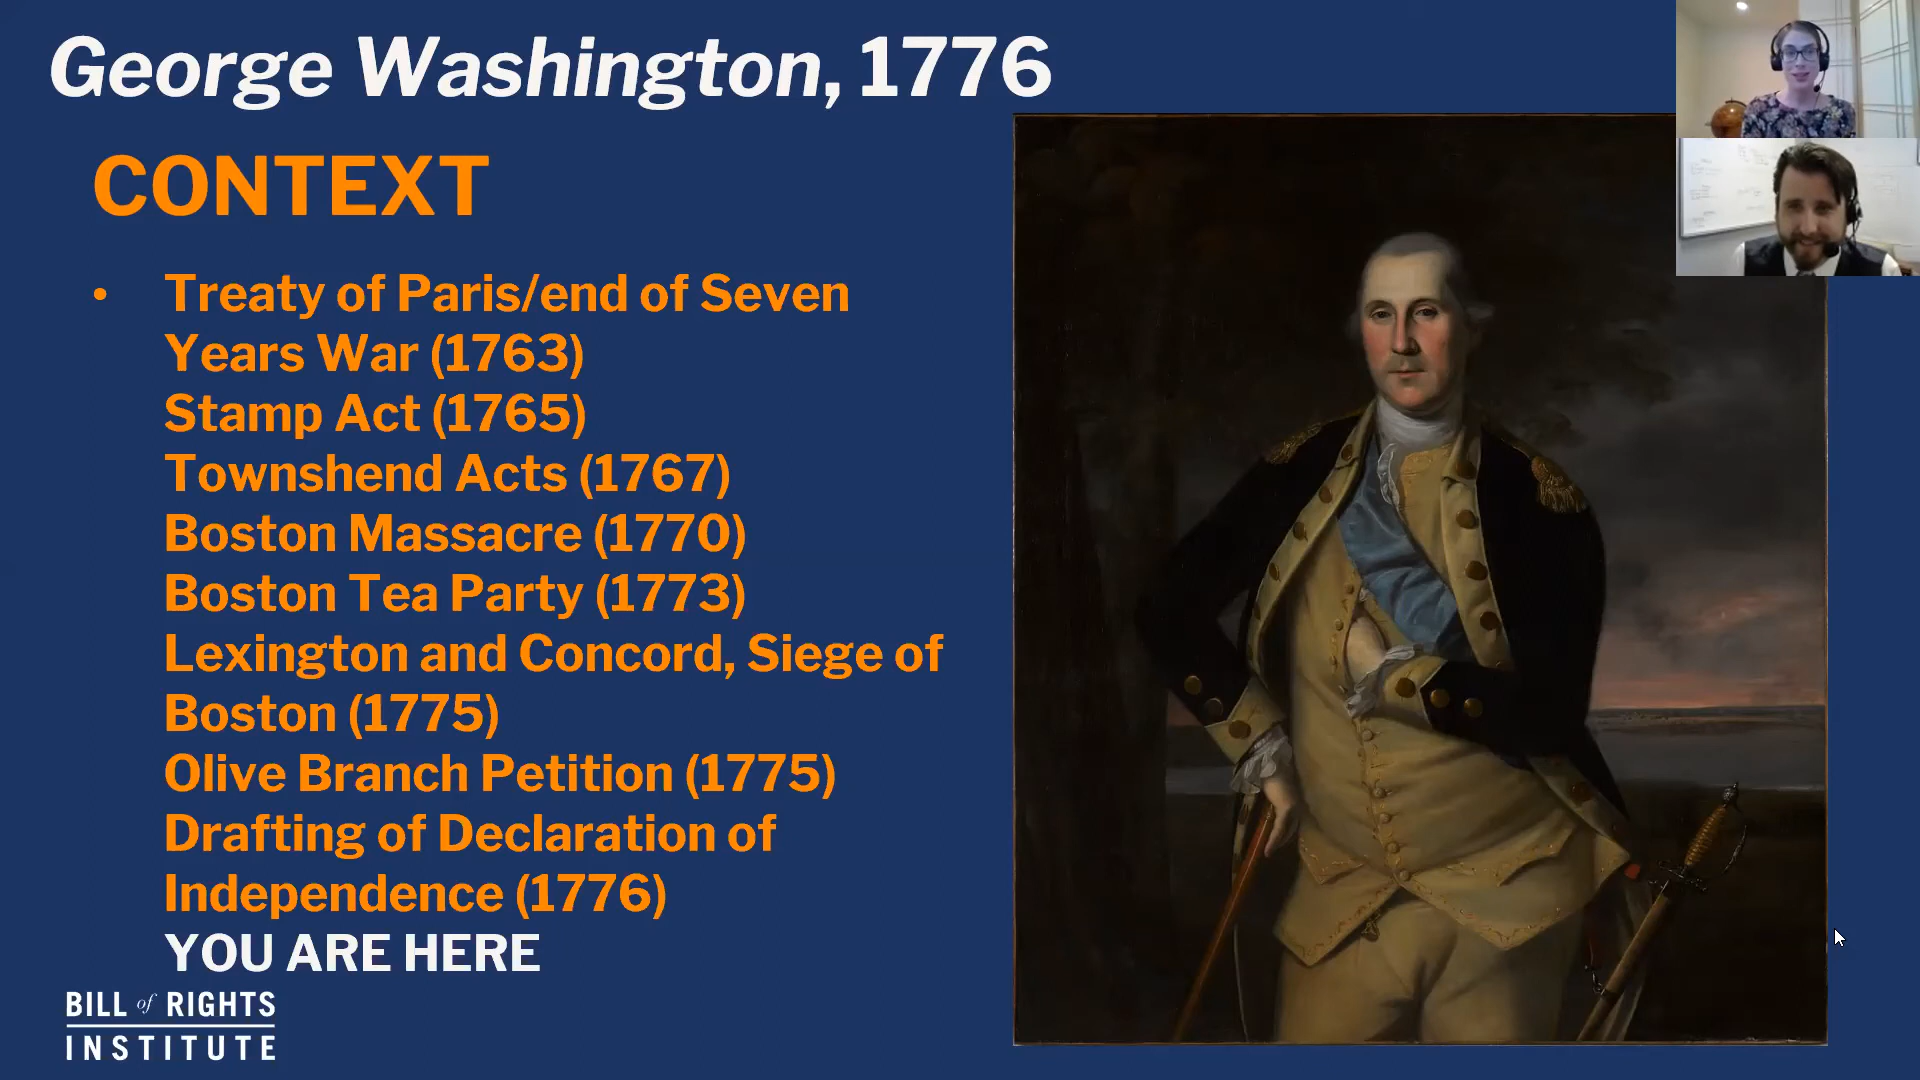 George Washington, 1776
CONTEXT
• Treaty of Paris/end of Seven
Years War (1763)
Stamp Act (1765)
Townshend Acts (1767)
Boston Massacre (1770)
Boston Tea Party (1773)
Lexington and Concord, Siege of
Boston (1775)
Olive Branch Petition (1775)
Drafting of Declaration of
Independence (1776)
YOU ARE HERE
BILL of RIGHTS
INSTITUTE